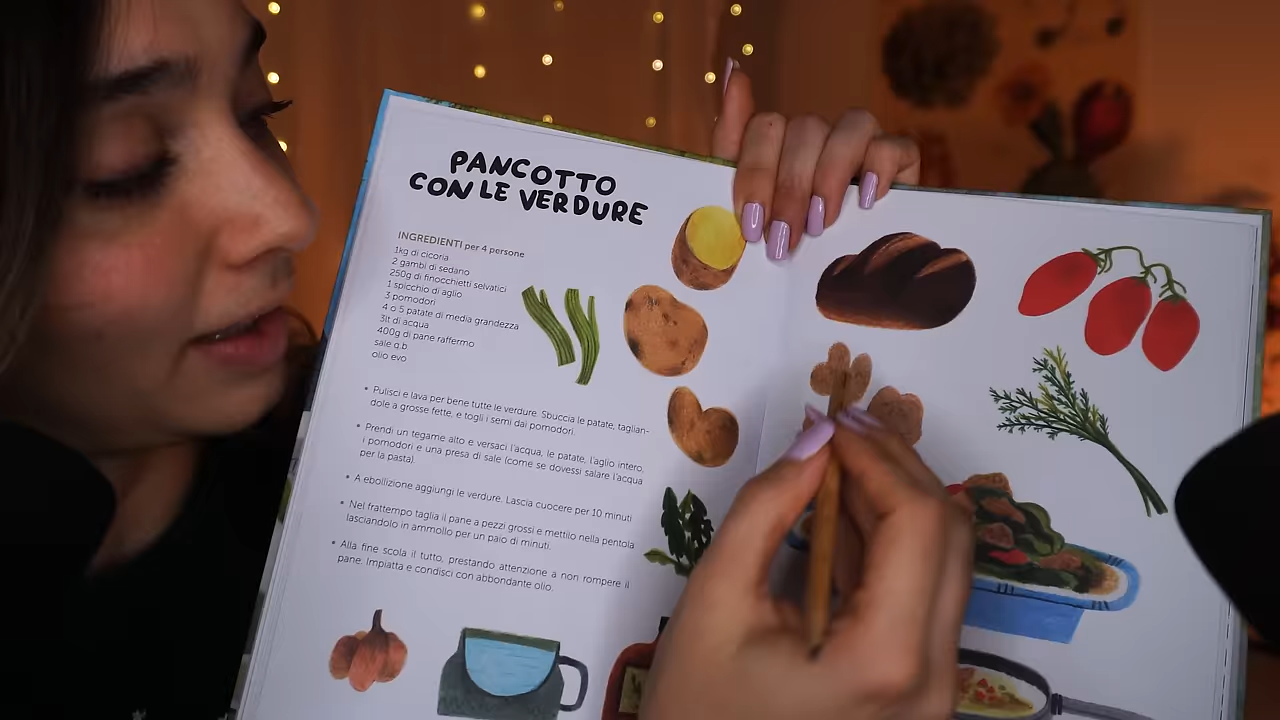 PANCOTTO
CON LE VERDURE
INGREDIENTI per 4 persone
1kg di cicoria
2 gambi di sedano
250g di finocchietti selvatici
1 spicchio di aglio
3 pomodori
4 o 5 patate di media grandezza
3lt di acqua
400g di pane raffermo
sale q.b
olio evo
• Pulisci e lava per bene tutte le verdure. Sbuccia le patate, taglian-
dole a grosse fette, e togli i semi dai pomodori.
• Prendi un tegame alto e versaci l'acqua, le patate, l'aglio intero,
i pomodori e una presa di sale (come se dovessi salare l'acqua
per la pasta).
• A ebollizione aggiungi le verdure. Lascia cuocere per 10 minuti
• Nel frattempo taglia il pane a pezzi grossi e mettilo nella pentola
lasciandolo in ammollo per un paio di minuti.
• Alla fine scola il tutto, prestando attenzione a non rompere il
pane. Impiatta e condisci con abbondante olio.